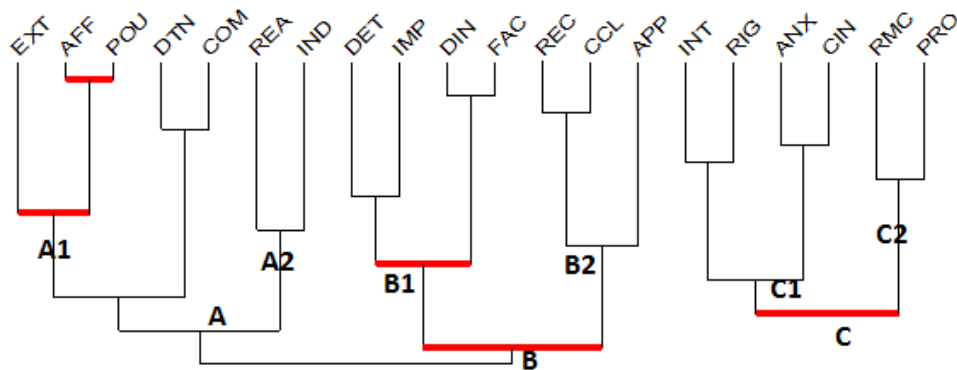 EXT AFF POU DTN COM REA IND DET IMP DIN FAC REC CCL APP INT RIG ANX CIN RMC PRO
A1 A2 B1 B2 C1 C2
A B C